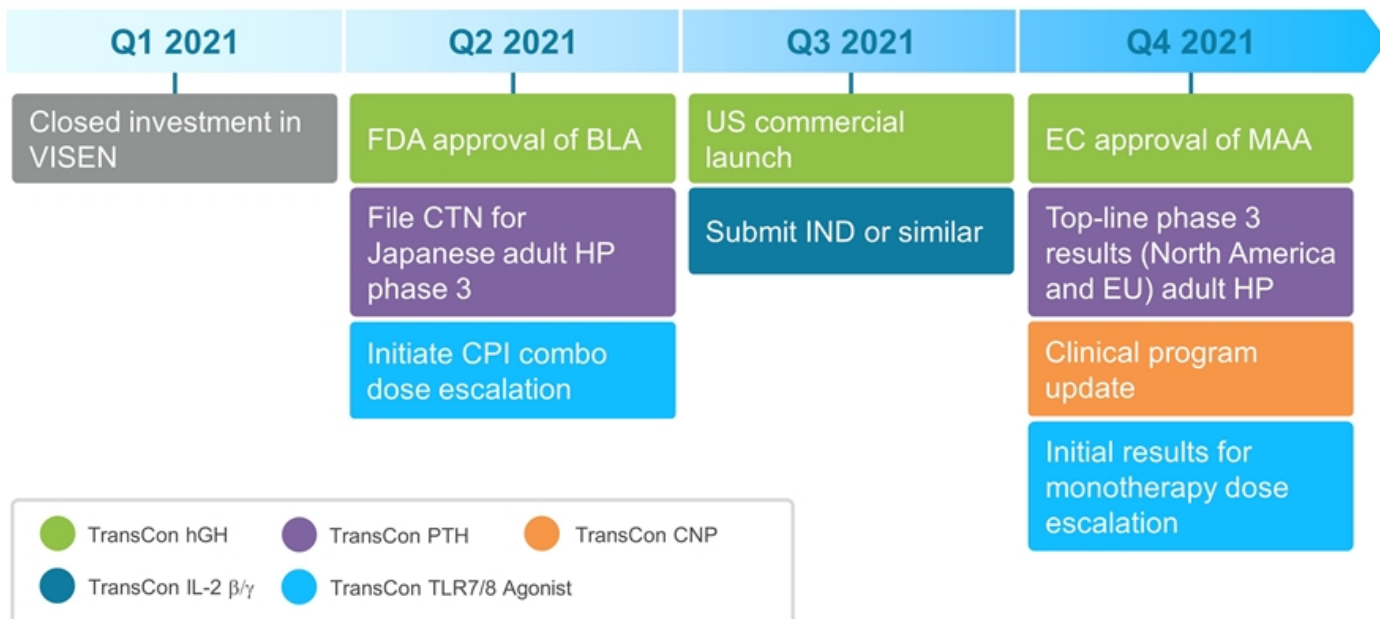 Q1 2021
Q2 2021
Q3 2021
Q4 2021
Closed investment in
VISEN
FDA approval of BLA
File CTN for
Japanese adult HP
phase 3
Initiate CPI combo
dose escalation
US commercial
launch
Submit IND or similar
EC approval of MAA
Top-line phase 3
results (North America
and EU) adult HP
Clinical program
update
Initial results for
monotherapy dose
escalation
TransCon hGH
TransCon PTH
TransCon CNP
TransCon IL-2 β/γ
TransCon TLR7/8 Agonist